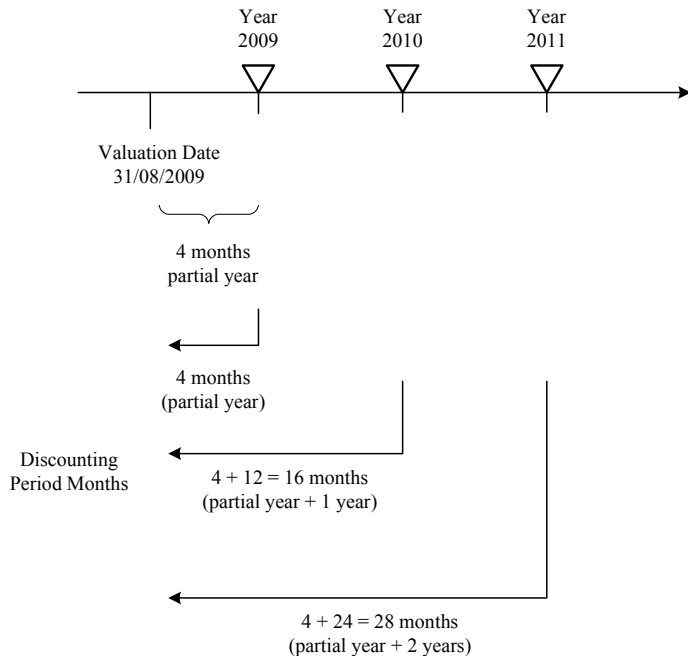 Year
2009
Year
2010
Year
2011
Valuation Date
31/08/2009
4 months
partial year
4 months
(partial year)
Discounting
Period Months
4 + 12 = 16 months
(partial year + 1 year)
4 + 24 = 28 months
(partial year + 2 years)